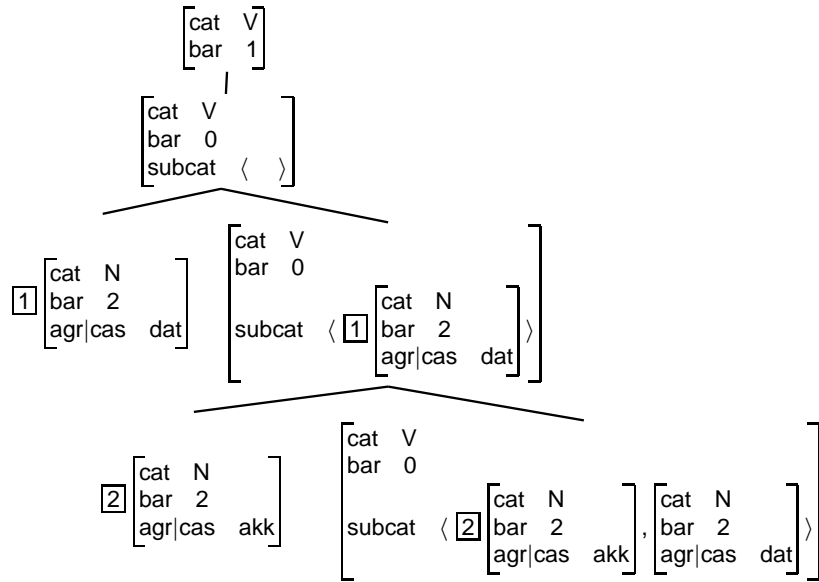 cat V
bar 1
cat V
bar 0
subcat ⟨ ⟩
1 cat N
bar 2
agr|cas dat
cat V
bar 0
subcat ⟨ 1 cat N
bar 2
agr|cas dat ⟩
2 cat N
bar 2
agr|cas akk
cat V
bar 0
subcat ⟨ 2 cat N
bar 2
agr|cas akk , cat N
bar 2
agr|cas dat ⟩